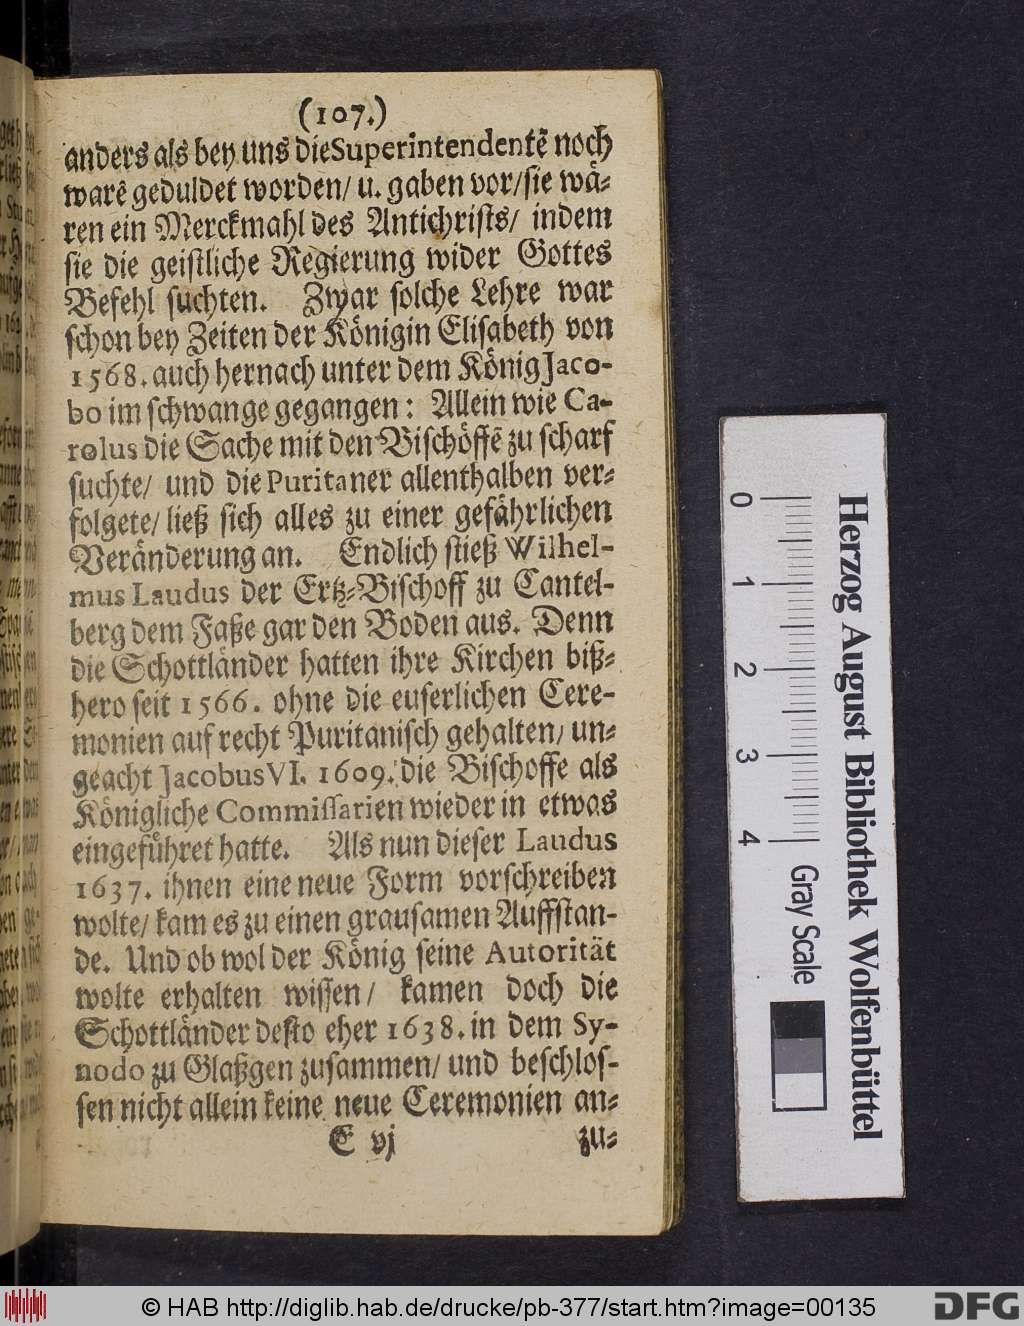 (107.)
anders als bey uns die Superintendentẽ noch
warẽ geduldet worden/ u. gaben vor/ sie wä-
ren ein Merckmahl des Antichrists/ indem
sie die geistliche Regierung wider Gottes
Befehl suchten. Zwar solche Lehre war
schon bey Zeiten der Königin Elisabeth von
1568. auch hernach unter dem König Jaco-
bo im schwange gegangen: Allein wie Ca-
rolus die Sache mit den Bischöffẽ zu scharf
suchte/ und die Puritaner allenthalben ver-
folgete/ ließ sich alles zu einer gefährlichen
Veränderung an. Endlich stieß Wilhel-
mus Laudus der Ertz-Bischoff zu Cantel-
berg dem Faße gar den Boden aus. Denn
die Schottländer hatten ihre Kirchen biß-
hero seit 1566. ohne die euserlichen Cere-
monien auf recht Puritanisch gehalten/ un-
geacht Jacobus VI. 1609. die Bischoffe als
Königliche Commissarien wieder in etwas
eingeführet hatte. Als nun dieser Laudus
1637. ihnen eine neue Form vorschreiben
wolte/ kam es zu einen grausamen Auffstan-
de. Und ob wol der König seine Autorität
wolte erhalten wissen/ kamen doch die
Schottländer desto eher 1638. in dem Sy-
nodo zu Glaßgen zusammen/ und beschlos-
sen nicht allein keine neue Ceremonien an-
E vj zu-
Herzog August Bibliothek Wolfenbüttel
0 1 2 3 4
Gray Scale
© HAB http://diglib.hab.de/drucke/pb-377/start.htm?image=00135
DFG